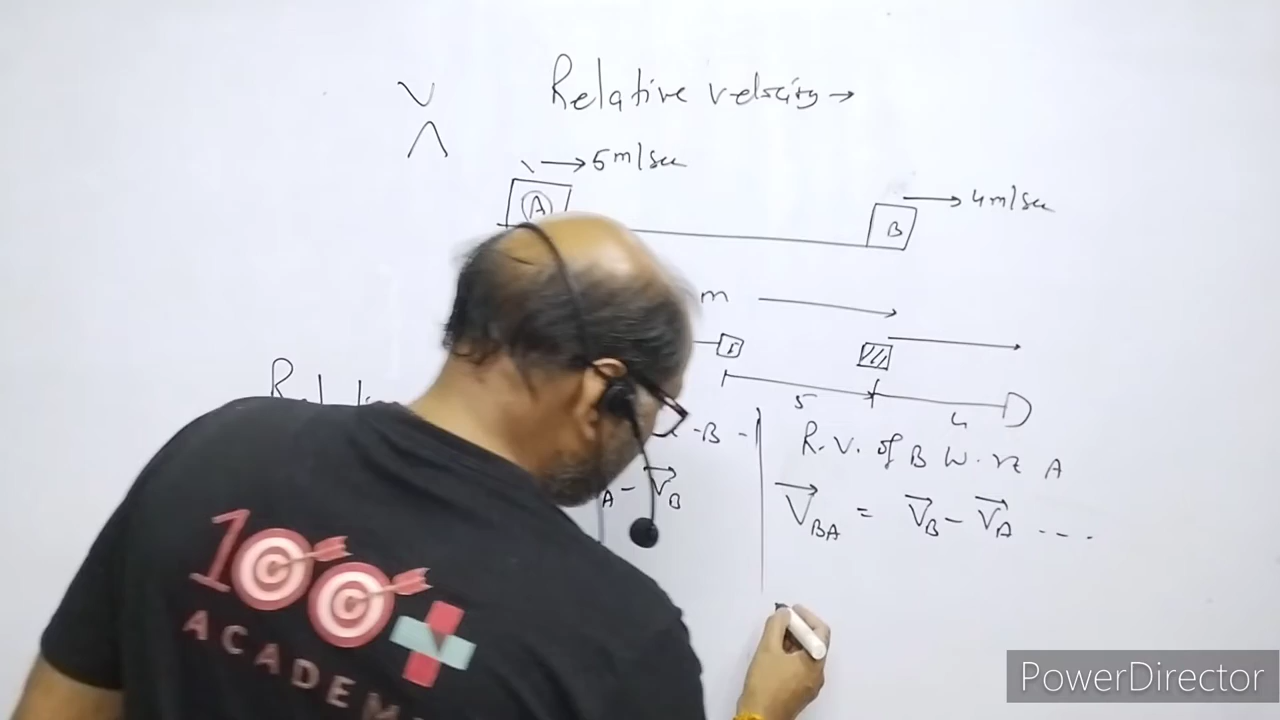 Relative velocity →
→ 5 m/sec
A
→ 4 m/sec
B
m
5
4
- B -
R.V. of B w.r.t A
A - V⃗B
V⃗BA = V⃗B - V⃗A ...
100+
ACADEM
PowerDirector